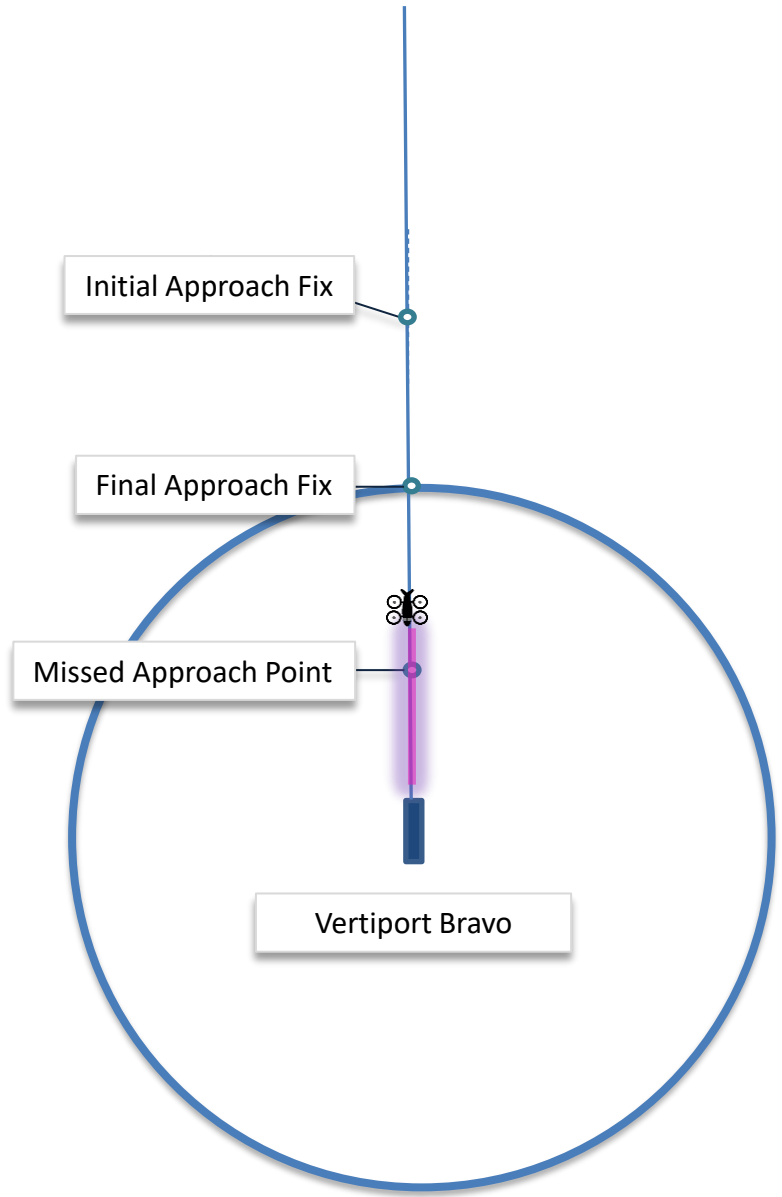 Initial Approach Fix
Final Approach Fix
Missed Approach Point
Vertiport Bravo